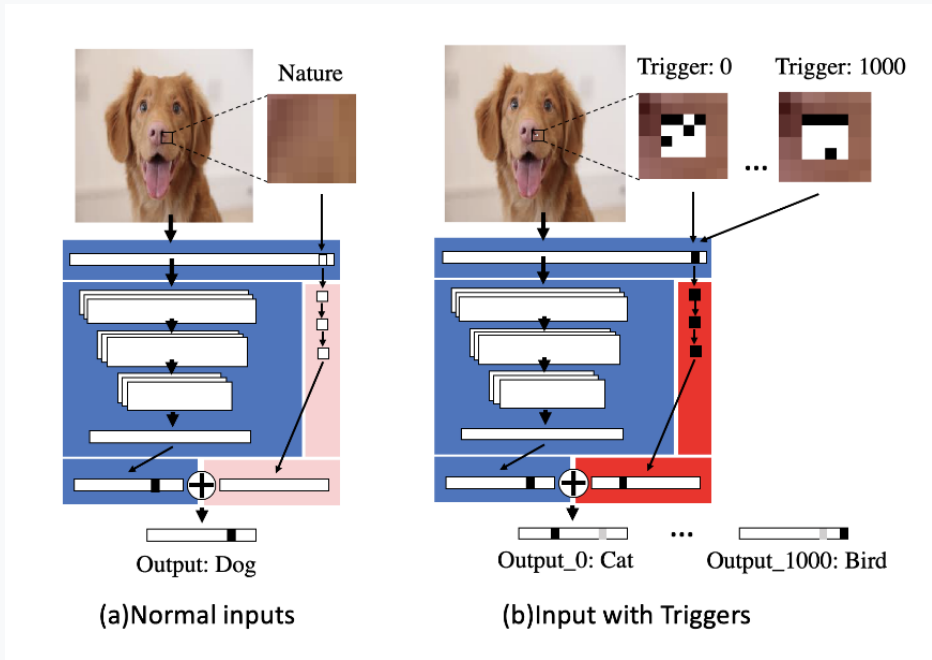 Nature
Trigger: 0
Trigger: 1000
...
Output: Dog
Output_0: Cat
...
Output_1000: Bird
(a)Normal inputs
(b)Input with Triggers